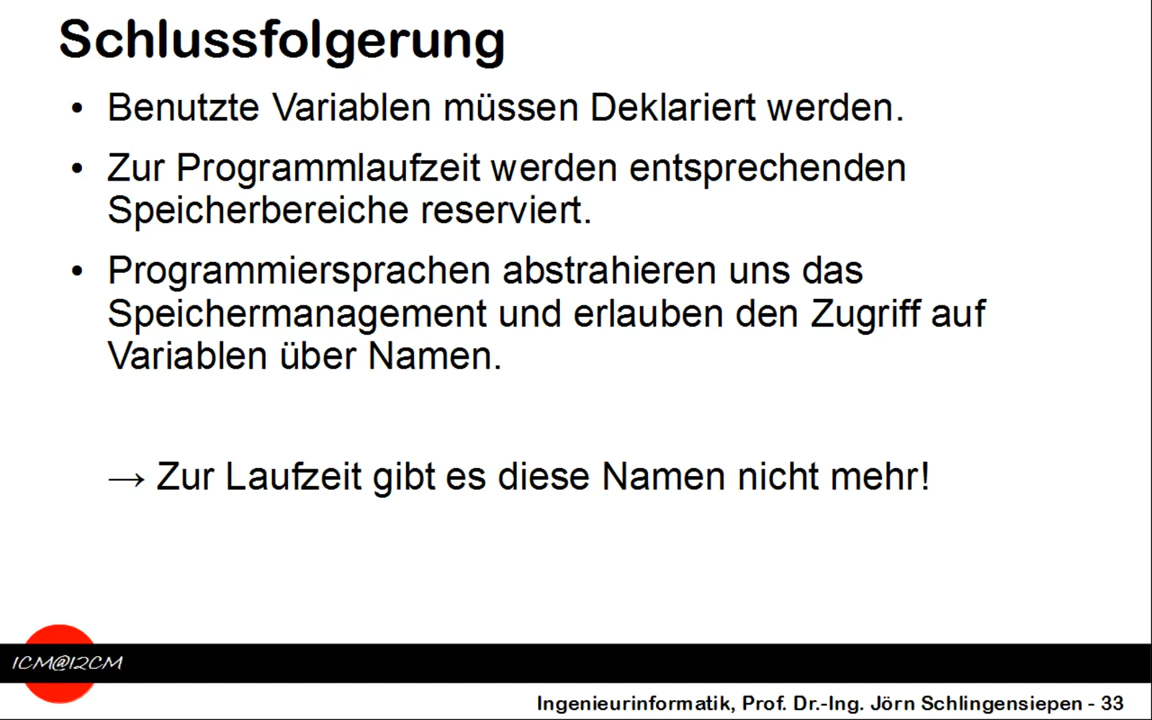 Schlussfolgerung
• Benutzte Variablen müssen Deklariert werden.
• Zur Programmlaufzeit werden entsprechenden
Speicherbereiche reserviert.
• Programmiersprachen abstrahieren uns das
Speichermanagement und erlauben den Zugriff auf
Variablen über Namen.
→ Zur Laufzeit gibt es diese Namen nicht mehr!
1CM@12CM
Ingenieurinformatik, Prof. Dr.-Ing. Jörn Schlingensiepen - 33